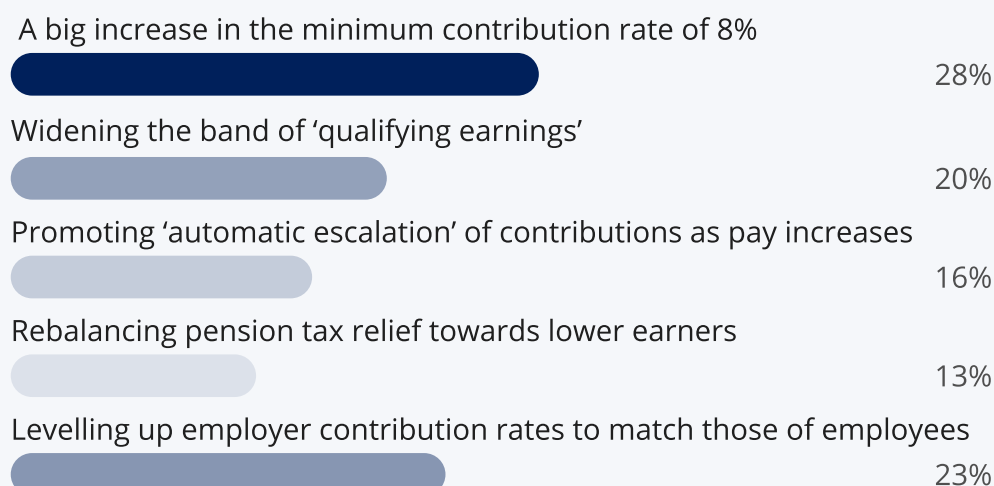 A big increase in the minimum contribution rate of 8%
28%
Widening the band of ‘qualifying earnings’
20%
Promoting ‘automatic escalation’ of contributions as pay increases
16%
Rebalancing pension tax relief towards lower earners
13%
Levelling up employer contribution rates to match those of employees
23%